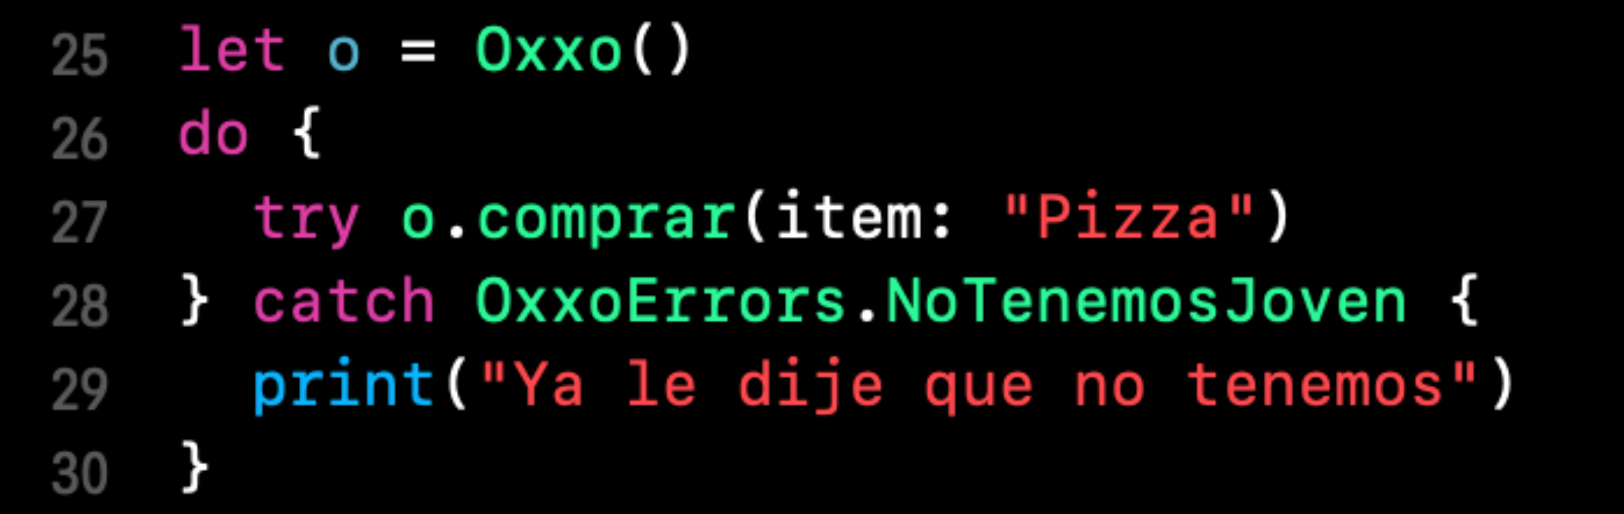 25 let o = Oxxo()
26 do {
27   try o.comprar(item: "Pizza")
28 } catch OxxoErrors.NoTenemosJoven {
29   print("Ya le dije que no tenemos")
30 }